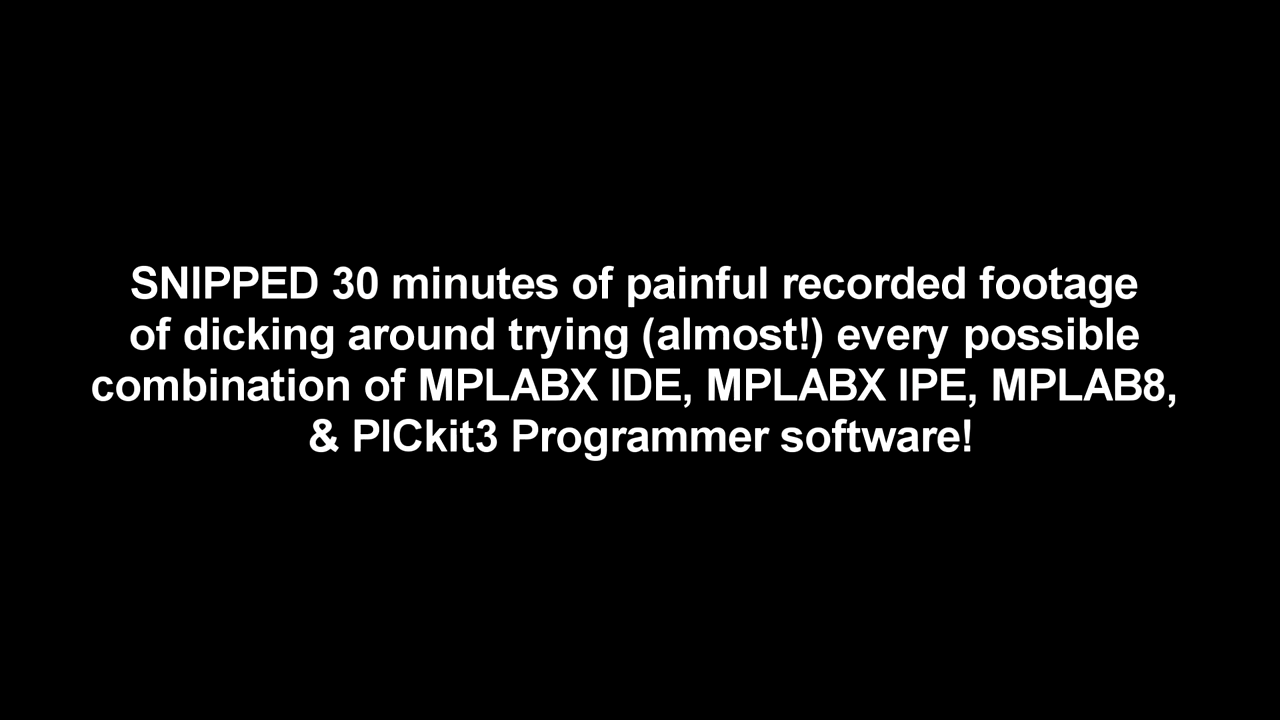 SNIPPED 30 minutes of painful recorded footage
of dicking around trying (almost!) every possible
combination of MPLABX IDE, MPLABX IPE, MPLAB8,
& PICkit3 Programmer software!